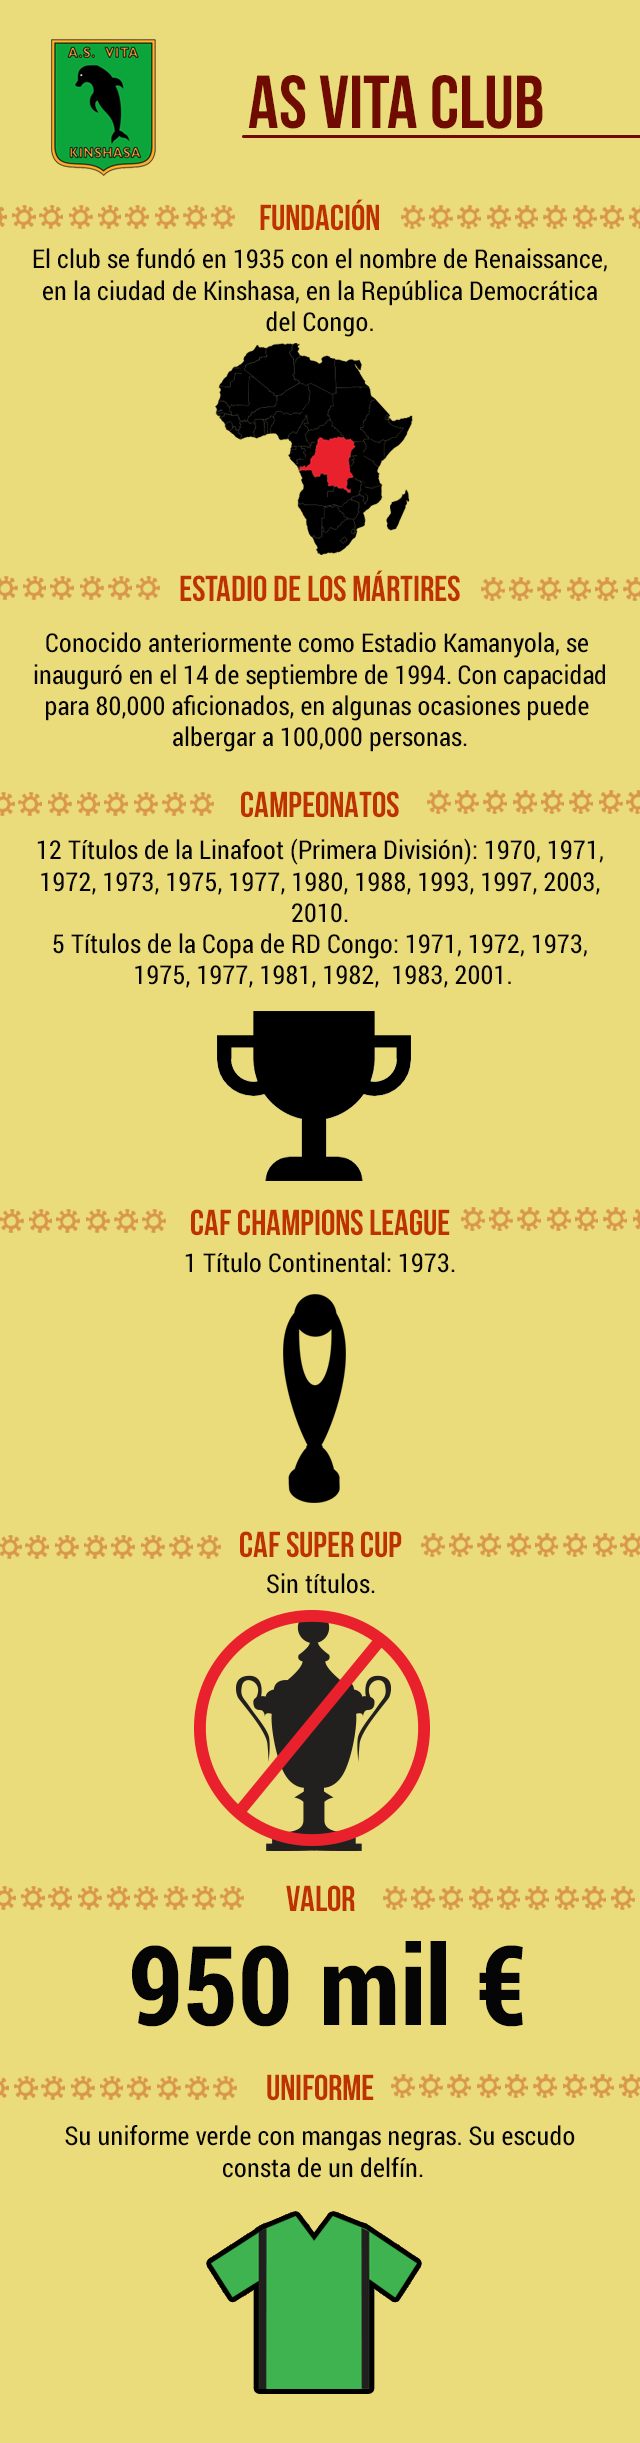 A.S. VITA
KINSHASA
AS VITA CLUB
FUNDACIÓN
El club se fundó en 1935 con el nombre de Renaissance,
en la ciudad de Kinshasa, en la República Democrática
del Congo.
ESTADIO DE LOS MÁRTIRES
Conocido anteriormente como Estadio Kamanyola, se
inauguró en el 14 de septiembre de 1994. Con capacidad
para 80,000 aficionados, en algunas ocasiones puede
albergar a 100,000 personas.
CAMPEONATOS
12 Títulos de la Linafoot (Primera División): 1970, 1971,
1972, 1973, 1975, 1977, 1980, 1988, 1993, 1997, 2003,
2010.
5 Títulos de la Copa de RD Congo: 1971, 1972, 1973,
1975, 1977, 1981, 1982, 1983, 2001.
CAF CHAMPIONS LEAGUE
1 Título Continental: 1973.
CAF SUPER CUP
Sin títulos.
VALOR
950 mil €
UNIFORME
Su uniforme verde con mangas negras. Su escudo
consta de un delfín.